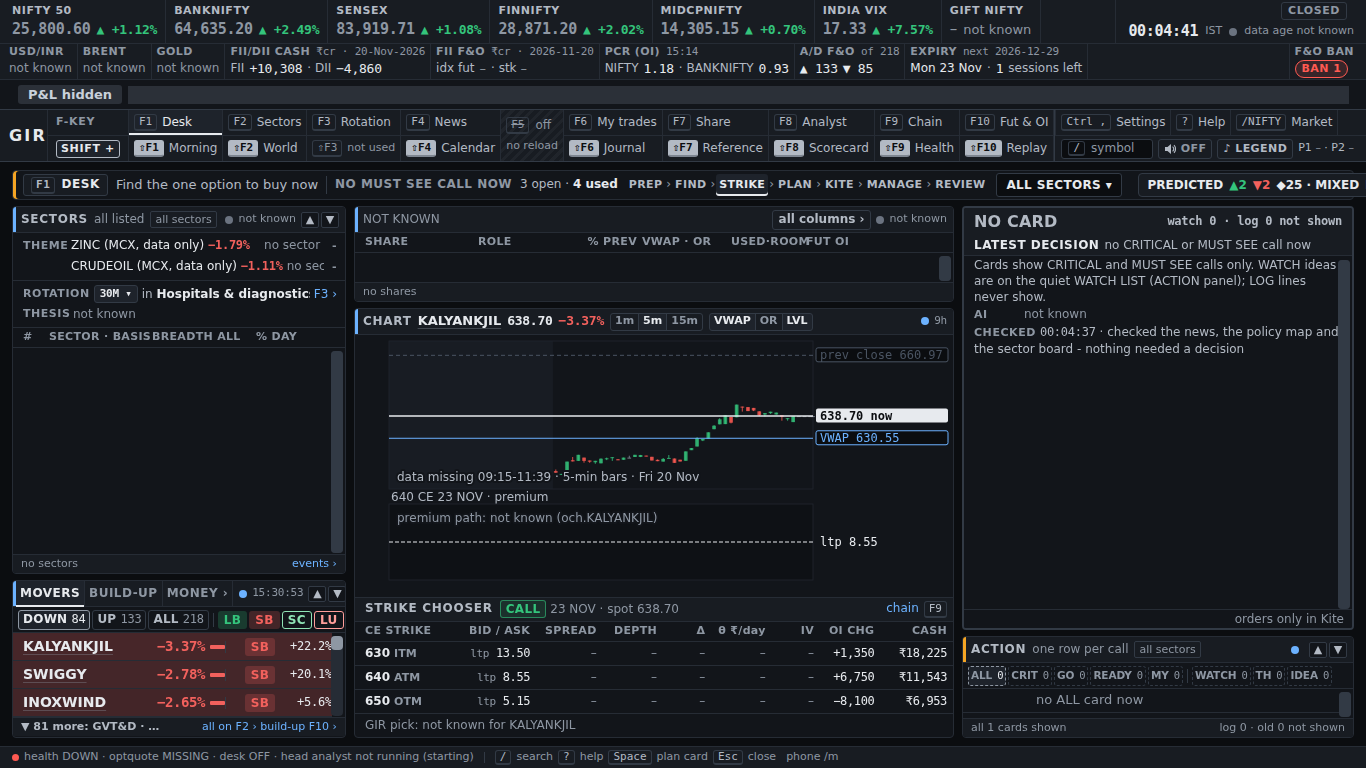 NIFTY 50 BANKNIFTY SENSEX FINNIFTY MIDCPNIFTY INDIA VIX GIFT NIFTY CLOSED
25,800.60 ▲ +1.12% 64,635.20 ▲ +2.49% 83,919.71 ▲ +1.08% 28,871.20 ▲ +2.02% 14,305.15 ▲ +0.70% 17.33 ▲ +7.57% – not known 00:04:41 IST data age not known
USD/INR BRENT GOLD FII/DII CASH ₹cr · 20-Nov-2026 FII F&O ₹cr · 2026-11-20 PCR (OI) 15:14 A/D F&O of 218 EXPIRY next 2026-12-29 F&O BAN
not known not known not known FII +10,308 · DII −4,860 idx fut – · stk – NIFTY 1.18 · BANKNIFTY 0.93 ▲ 133 ▼ 85 Mon 23 Nov · 1 sessions left BAN 1
P&L hidden
GIR F-KEY F1 Desk F2 Sectors F3 Rotation F4 News F5 off F6 My trades F7 Share F8 Analyst F9 Chain F10 Fut & OI Ctrl , Settings ? Help /NIFTY Market
SHIFT + ⇧F1 Morning ⇧F2 World ⇧F3 not used ⇧F4 Calendar no reload ⇧F6 Journal ⇧F7 Reference ⇧F8 Scorecard ⇧F9 Health ⇧F10 Replay / symbol OFF ♪ LEGEND P1 – · P2 –
F1 DESK Find the one option to buy now NO MUST SEE CALL NOW 3 open · 4 used PREP › FIND › STRIKE › PLAN › KITE › MANAGE › REVIEW ALL SECTORS ▾ PREDICTED ▲2 ▼2 ◆25 · MIXED
SECTORS all listed all sectors not known ▲ ▼
THEME ZINC (MCX, data only) −1.79% no sector -
CRUDEOIL (MCX, data only) −1.11% no sec -
ROTATION 30M ▾ in Hospitals & diagnostic F3 ›
THESIS not known
# SECTOR · BASIS BREADTH ALL % DAY
no sectors events ›
MOVERS BUILD-UP MONEY › 15:30:53 ▲ ▼
DOWN 84 UP 133 ALL 218 LB SB SC LU
KALYANKJIL −3.37% SB +22.2%
SWIGGY −2.78% SB +20.1%
INOXWIND −2.65% SB +5.6%
▼ 81 more: GVT&D · … all on F2 › build-up F10 ›
NOT KNOWN all columns › not known
SHARE ROLE % PREV VWAP · OR USED·ROOM FUT OI
no shares
CHART KALYANKJIL 638.70 −3.37% 1m 5m 15m VWAP OR LVL 9h
prev close 660.97
638.70 now
VWAP 630.55
data missing 09:15-11:39 · 5-min bars · Fri 20 Nov
640 CE 23 NOV · premium
premium path: not known (och.KALYANKJIL)
ltp 8.55
STRIKE CHOOSER CALL 23 NOV · spot 638.70 chain F9
CE STRIKE BID / ASK SPREAD DEPTH Δ θ ₹/day IV OI CHG CASH
630 ITM ltp 13.50 – – – – – +1,350 ₹18,225
640 ATM ltp 8.55 – – – – – +6,750 ₹11,543
650 OTM ltp 5.15 – – – – – −8,100 ₹6,953
GIR pick: not known for KALYANKJIL
NO CARD watch 0 · log 0 not shown
LATEST DECISION no CRITICAL or MUST SEE call now
Cards show CRITICAL and MUST SEE calls only. WATCH ideas
are on the quiet WATCH LIST (ACTION panel); LOG lines
never show.
AI not known
CHECKED 00:04:37 · checked the news, the policy map and
the sector board - nothing needed a decision
orders only in Kite
ACTION one row per call all sectors ▲ ▼
ALL 0 CRIT 0 GO 0 READY 0 MY 0 WATCH 0 TH 0 IDEA 0
no ALL card now
all 1 cards shown log 0 · old 0 not shown
health DOWN · optquote MISSING · desk OFF · head analyst not running (starting) / search ? help Space plan card Esc close phone /m